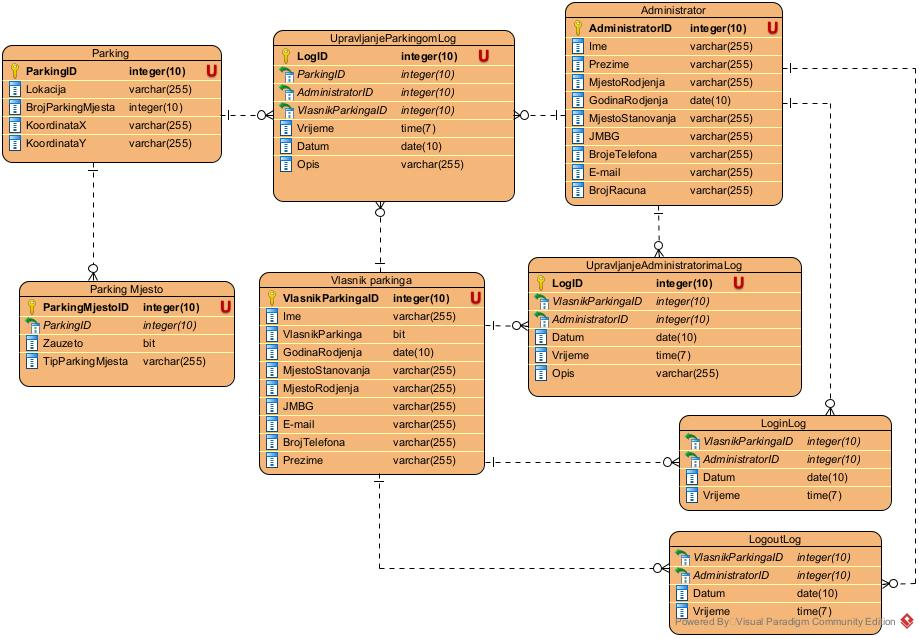 Parking
ParkingID integer(10) U
Lokacija varchar(255)
BrojParkingMjesta integer(10)
KoordinataX varchar(255)
KoordinataY varchar(255)
UpravljanjeParkingomLog
LogID integer(10) U
ParkingID integer(10)
AdministratorID integer(10)
VlasnikParkingaID integer(10)
Vrijeme time(7)
Datum date(10)
Opis varchar(255)
Administrator
AdministratorID integer(10) U
Ime varchar(255)
Prezime varchar(255)
MjestoRodjenja varchar(255)
GodinaRodjenja date(10)
MjestoStanovanja varchar(255)
JMBG varchar(255)
BrojeTelefona varchar(255)
E-mail varchar(255)
BrojRacuna varchar(255)
Parking Mjesto
ParkingMjestoID integer(10) U
ParkingID integer(10)
Zauzeto bit
TipParkingMjesta varchar(255)
Vlasnik parkinga
VlasnikParkingaID integer(10) U
Ime varchar(255)
VlasnikParkinga bit
GodinaRodjenja date(10)
MjestoStanovanja varchar(255)
MjestoRodjenja varchar(255)
JMBG varchar(255)
E-mail varchar(255)
BrojTelefona varchar(255)
Prezime varchar(255)
UpravljanjeAdministratorimaLog
LogID integer(10) U
VlasnikParkingaID integer(10)
AdministratorID integer(10)
Datum date(10)
Vrijeme time(7)
Opis varchar(255)
LoginLog
VlasnikParkingaID integer(10)
AdministratorID integer(10)
Datum date(10)
Vrijeme time(7)
LogoutLog
VlasnikParkingaID integer(10)
AdministratorID integer(10)
Datum date(10)
Vrijeme time(7)
Powered By Visual Paradigm Community Edition